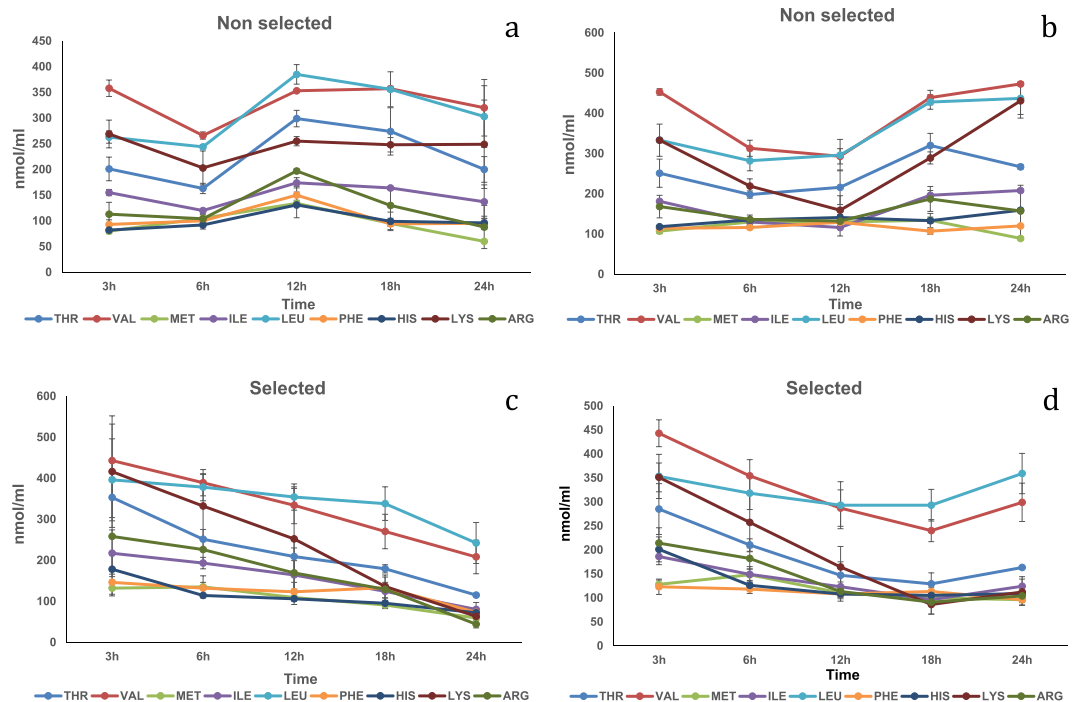 Non selected
a
450
400
350
300
250
200
150
100
50
0
nmol/ml
3h 6h 12h 18h 24h
Time
THR VAL MET ILE LEU PHE HIS LYS ARG
Non selected
b
600
500
400
300
200
100
0
nmol/ml
3h 6h 12h 18h 24h
Time
THR VAL MET ILE LEU PHE HIS LYS ARG
Selected
c
600
500
400
300
200
100
0
nmol/ml
3h 6h 12h 18h 24h
Time
THR VAL MET ILE LEU PHE HIS LYS ARG
Selected
d
500
450
400
350
300
250
200
150
100
50
0
nmol/ml
3h 6h 12h 18h 24h
Time
THR VAL MET ILE LEU PHE HIS LYS ARG